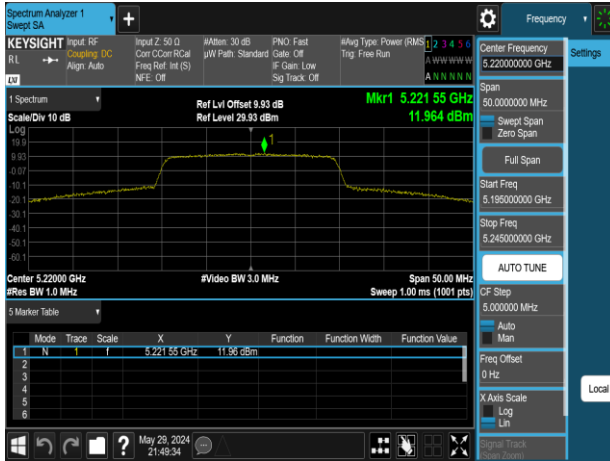 Spectrum Analyzer 1
Swept SA
+
Frequency
KEYSIGHT
RL
LXI
Input: RF
Coupling: DC
Align: Auto
Input Z: 50 Ω
Corr CCorr RCal
Freq Ref: Int (S)
NFE: Off
#Atten: 30 dB
µW Path: Standard
PNO: Fast
Gate: Off
IF Gain: Low
Sig Track: Off
#Avg Type: Power (RMS
Trig: Free Run
1 2 3 4 5 6
A W W W W W
A N N N N N
1 Spectrum
Scale/Div 10 dB
Ref Lvl Offset 9.93 dB
Ref Level 29.93 dBm
Mkr1 5.221 55 GHz
11.964 dBm
Log
19.9
9.93
-0.07
-10.1
-20.1
-30.1
-40.1
-50.1
-60.1
1
Center 5.22000 GHz
#Res BW 1.0 MHz
#Video BW 3.0 MHz
Span 50.00 MHz
Sweep 1.00 ms (1001 pts)
5 Marker Table
Mode Trace Scale X Y Function Function Width Function Value
1 N 1 f 5.221 55 GHz 11.96 dBm
2
3
4
5
6
Center Frequency
5.220000000 GHz
Settings
Span
50.0000000 MHz
Swept Span
Zero Span
Full Span
Start Freq
5.195000000 GHz
Stop Freq
5.245000000 GHz
AUTO TUNE
CF Step
5.000000 MHz
Auto
Man
Freq Offset
0 Hz
X Axis Scale
Log
Lin
Signal Track
(Span Zoom)
Local
?
May 29, 2024
21:49:34